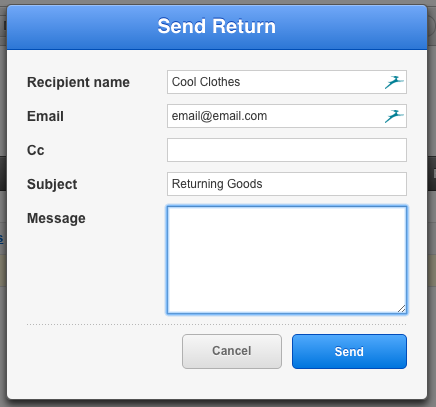 Send Return
Recipient name Cool Clothes
Email email@email.com
Cc
Subject Returning Goods
Message
Cancel Send